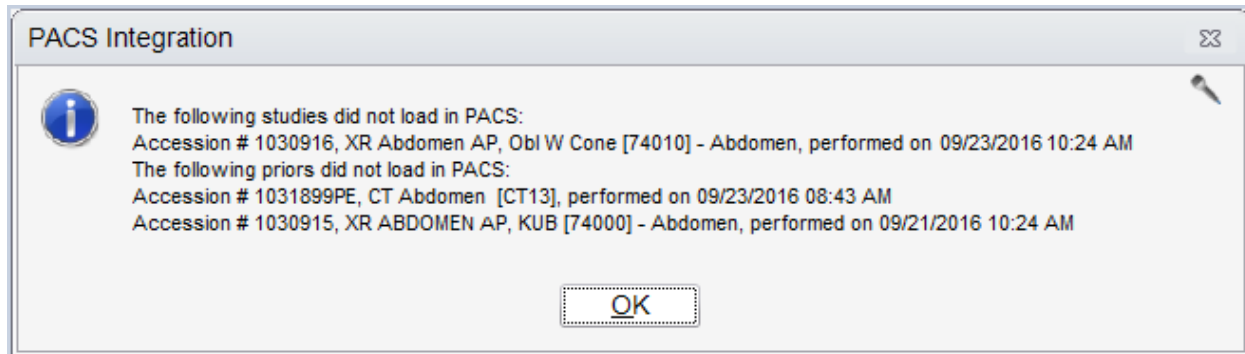 PACS Integration
The following studies did not load in PACS:
Accession # 1030916, XR Abdomen AP, Obl W Cone [74010] - Abdomen, performed on 09/23/2016 10:24 AM
The following priors did not load in PACS:
Accession # 1031899PE, CT Abdomen  [CT13], performed on 09/23/2016 08:43 AM
Accession # 1030915, XR ABDOMEN AP, KUB [74000] - Abdomen, performed on 09/21/2016 10:24 AM
OK